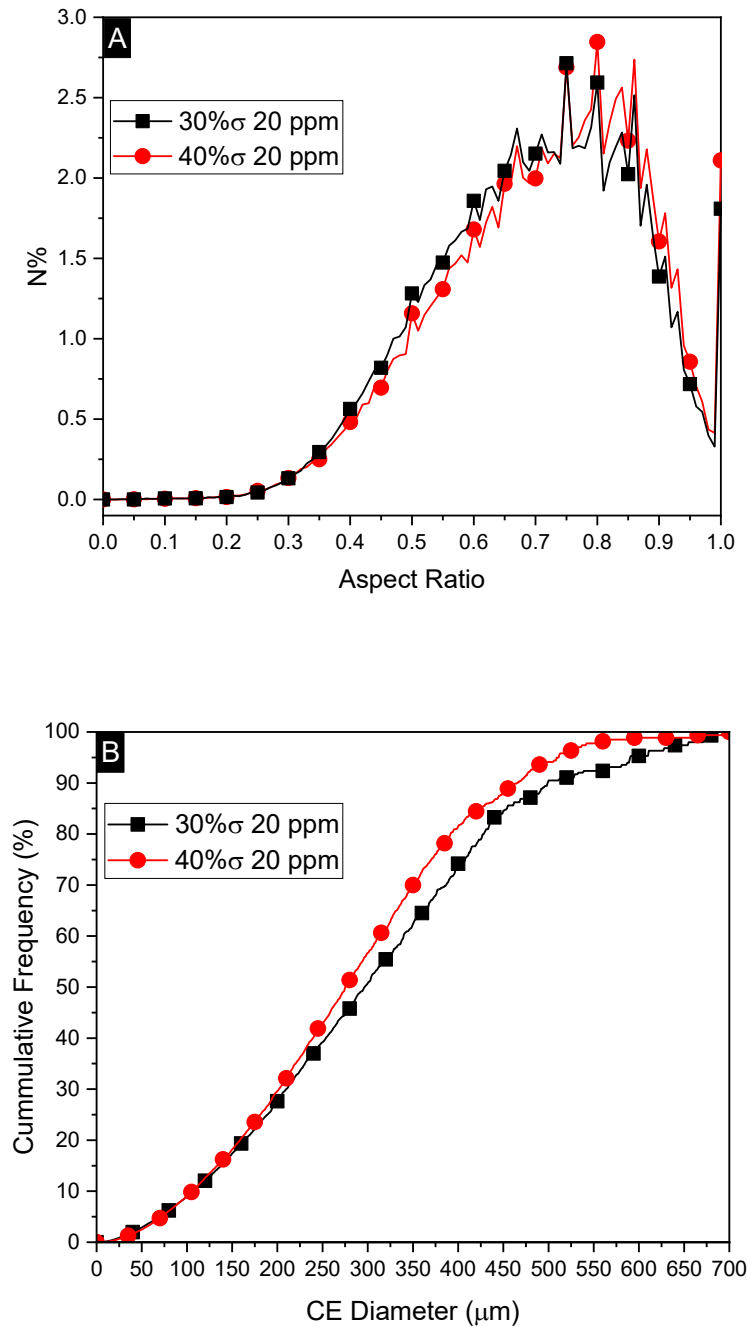 A
3.0
2.5
2.0
1.5
1.0
0.5
0.0
N%
30%σ 20 ppm
40%σ 20 ppm
0.0 0.1 0.2 0.3 0.4 0.5 0.6 0.7 0.8 0.9 1.0
Aspect Ratio
B
100
90
80
70
60
50
40
30
20
10
0
Cummulative Frequency (%)
30%σ 20 ppm
40%σ 20 ppm
0 50 100 150 200 250 300 350 400 450 500 550 600 650 700
CE Diameter (μm)